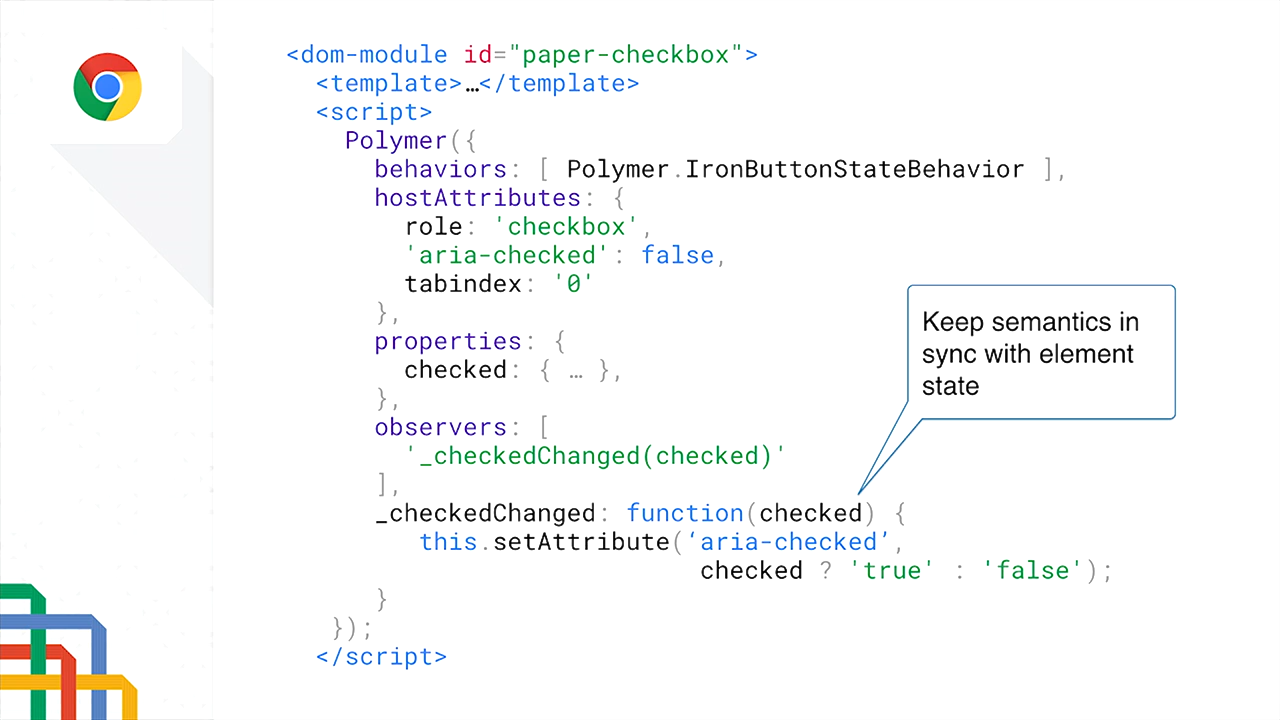 <dom-module id="paper-checkbox">
<template>…</template>
<script>
Polymer({
behaviors: [ Polymer.IronButtonStateBehavior ],
hostAttributes: {
role: 'checkbox',
'aria-checked': false,
tabindex: '0'
},
properties: {
checked: { … },
},
observers: [
'_checkedChanged(checked)'
],
_checkedChanged: function(checked) {
this.setAttribute(‘aria-checked’,
checked ? 'true' : 'false');
}
});
</script>
Keep semantics in
sync with element
state